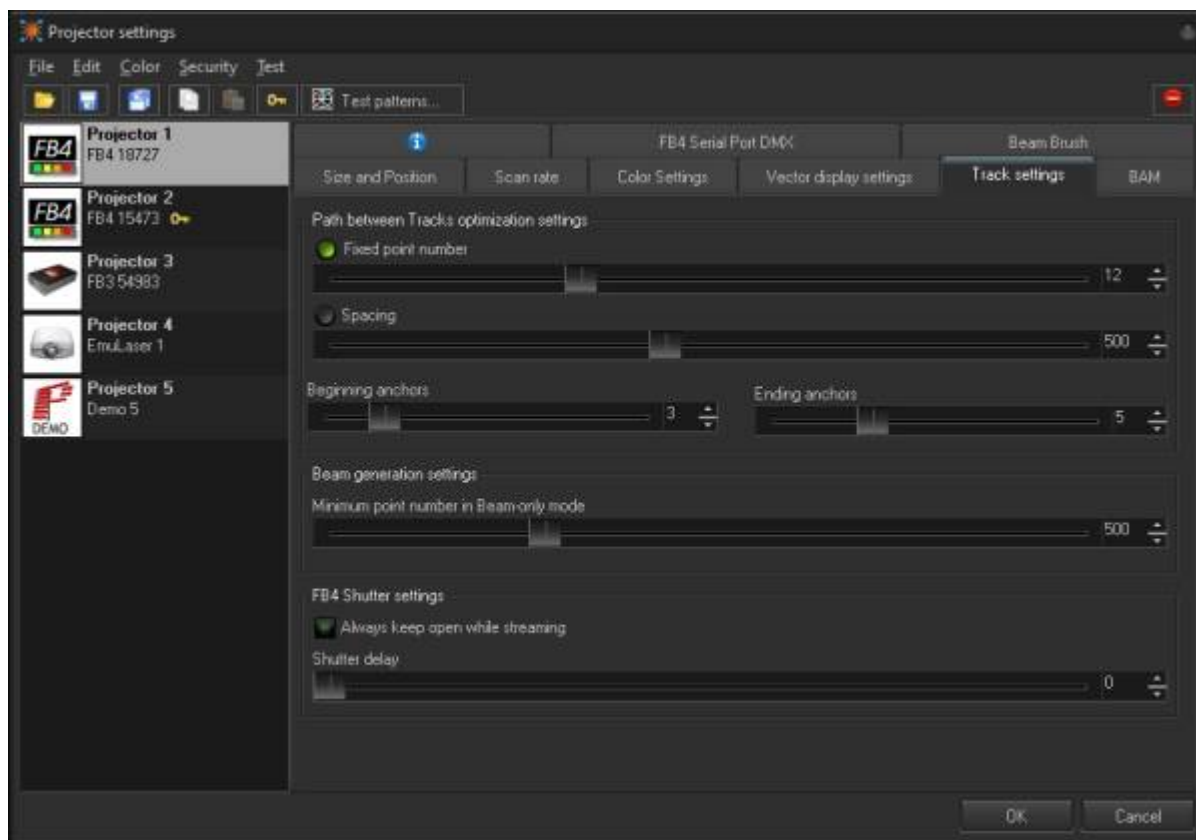 Projector settings
File Edit Color Security Test
Test patterns...
FB4 Projector 1
FB4 18727
FB4 Projector 2
FB4 15473
Projector 3
FB3 54983
Projector 4
EmuLaser 1
Projector 5
Demo 5
DEMO
FB4 Serial Port DMX Beam Brush
Size and Position Scan rate Color Settings Vector display settings Track settings BAM
Path between Tracks optimization settings
Fixed point number
12
Spacing
500
Beginning anchors Ending anchors
3 5
Beam generation settings
Minimum point number in Beam-only mode
500
FB4 Shutter settings
Always keep open while streaming
Shutter delay
0
OK Cancel